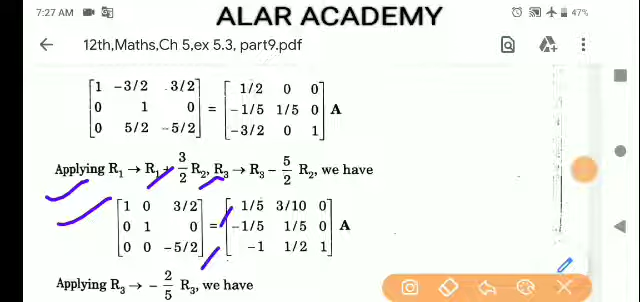 7:27 AM
ALAR ACADEMY
47%
12th,Maths,Ch 5,ex 5.3, part9.pdf
[1 -3/2 3/2] [1/2 0 0]
[0 1 0] = [-1/5 1/5 0] A
[0 5/2 -5/2] [-3/2 0 1]
Applying R₁ → R₁ + 3/2 R₂, R₃ → R₃ - 5/2 R₂, we have
[1 0 3/2] [1/5 3/10 0]
[0 1 0] = [-1/5 1/5 0] A
[0 0 -5/2] [-1 1/2 1]
Applying R₃ → - 2/5 R₃, we have